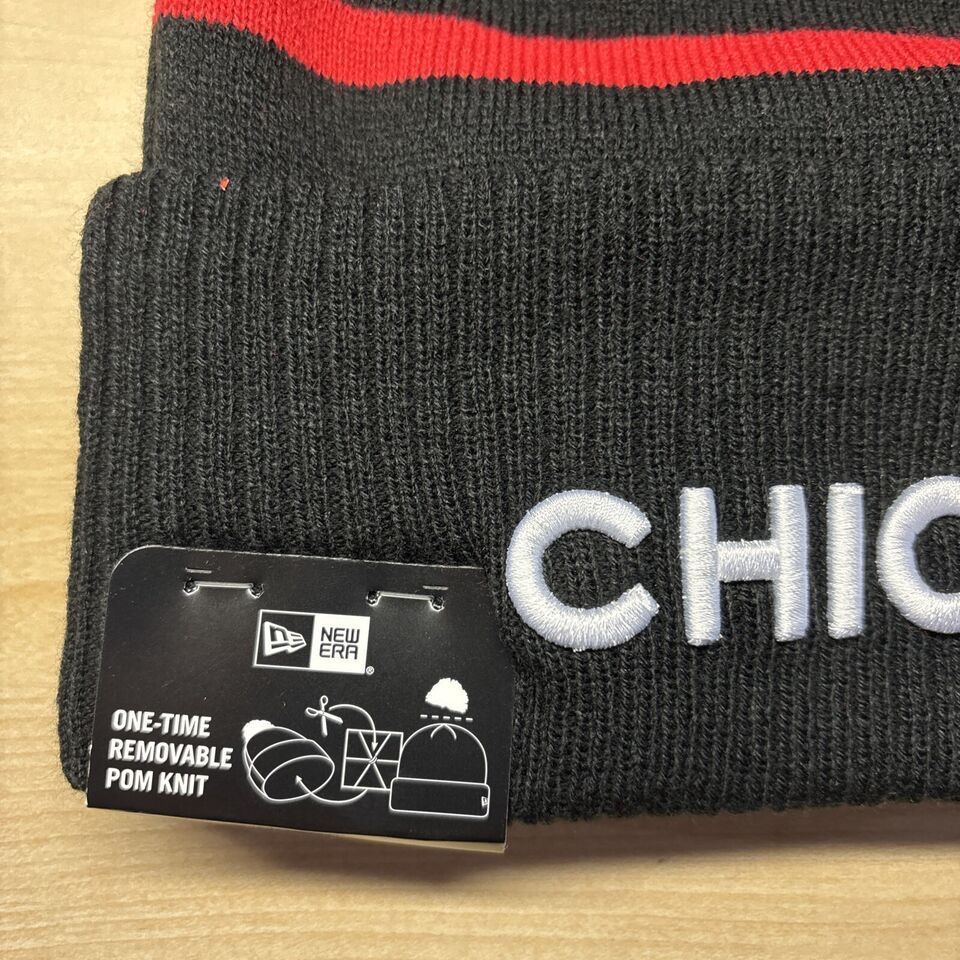 CHIC
NEW
ERA®
ONE-TIME
REMOVABLE
POM KNIT